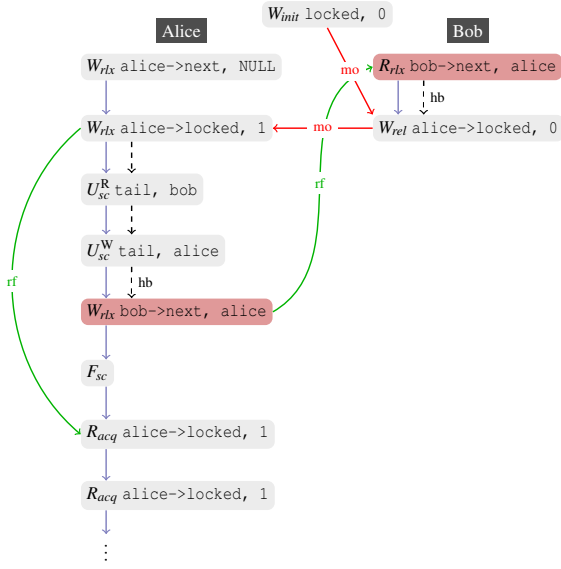 W_init locked, 0
Alice
Bob
W_rlx alice->next, NULL
mo
R_rlx bob->next, alice
hb
W_rlx alice->locked, 1
mo
W_rel alice->locked, 0
U^R_sc tail, bob
rf
U^W_sc tail, alice
rf
hb
W_rlx bob->next, alice
F_sc
R_acq alice->locked, 1
R_acq alice->locked, 1
⋮